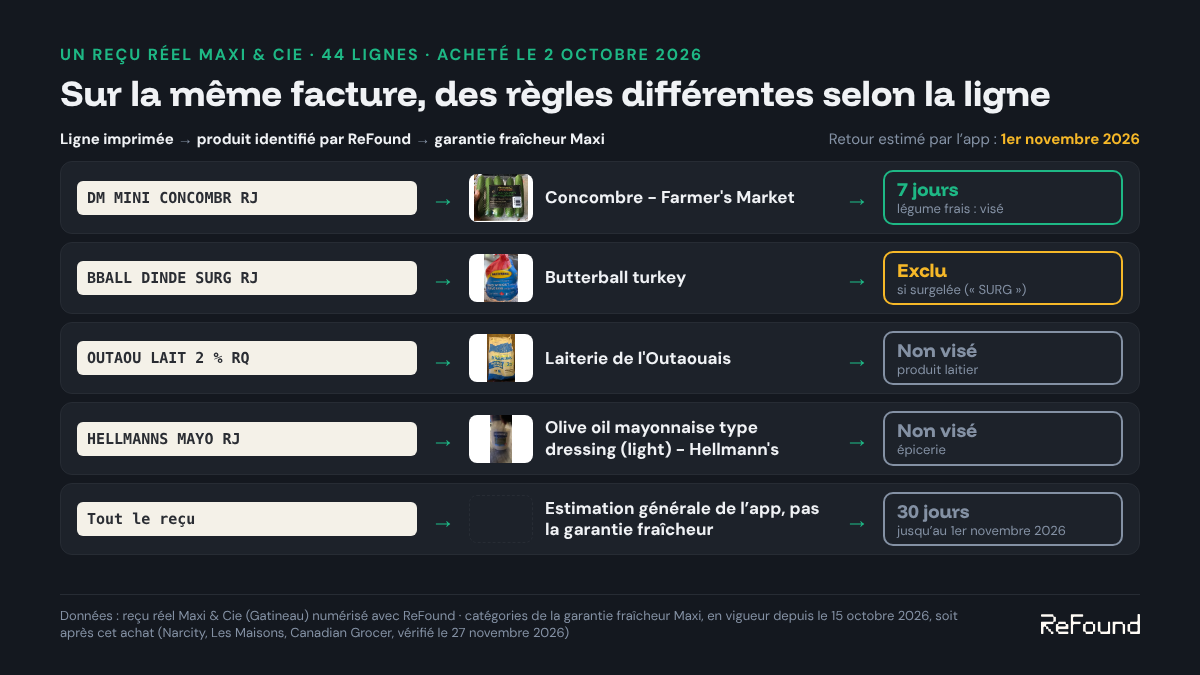 UN REÇU RÉEL MAXI & CIE · 44 LIGNES · ACHETÉ LE 2 OCTOBRE 2026
Sur la même facture, des règles différentes selon la ligne
Ligne imprimée → produit identifié par ReFound → garantie fraîcheur Maxi
Retour estimé par l’app : 1er novembre 2026
DM MINI CONCOMBR RJ
→
Concombre - Farmer's Market
→
7 jours
légume frais : visé
BBALL DINDE SURG RJ
→
Butterball turkey
→
Exclu
si surgelée (« SURG »)
OUTAOU LAIT 2 % RQ
→
Laiterie de l'Outaouais
→
Non visé
produit laitier
HELLMANNS MAYO RJ
→
Olive oil mayonnaise type
dressing (light) - Hellmann's
→
Non visé
épicerie
Tout le reçu
→
Estimation générale de l’app, pas
la garantie fraîcheur
→
30 jours
jusqu’au 1er novembre 2026
Données : reçu réel Maxi & Cie (Gatineau) numérisé avec ReFound · catégories de la garantie fraîcheur Maxi, en vigueur depuis le 15 octobre 2026, soit
après cet achat (Narcity, Les Maisons, Canadian Grocer, vérifié le 27 novembre 2026)
ReFound